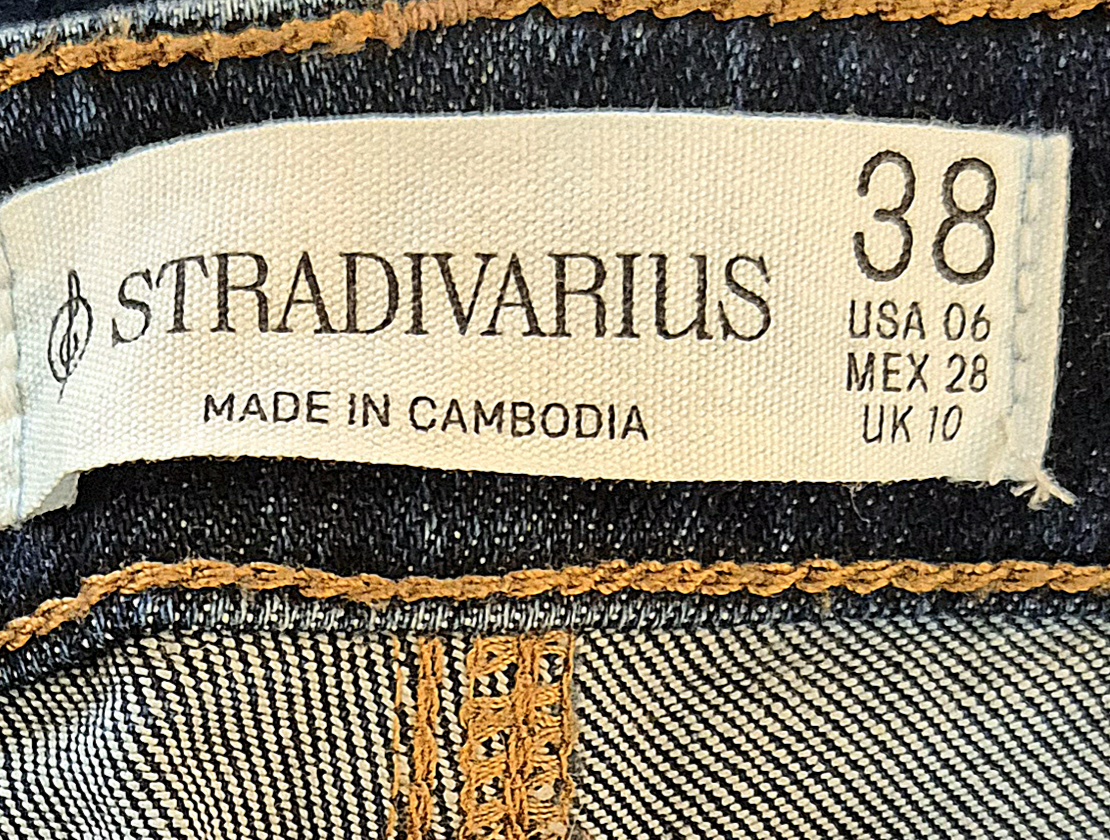 STRADIVARIUS
MADE IN CAMBODIA
38
USA 06
MEX 28
UK 10